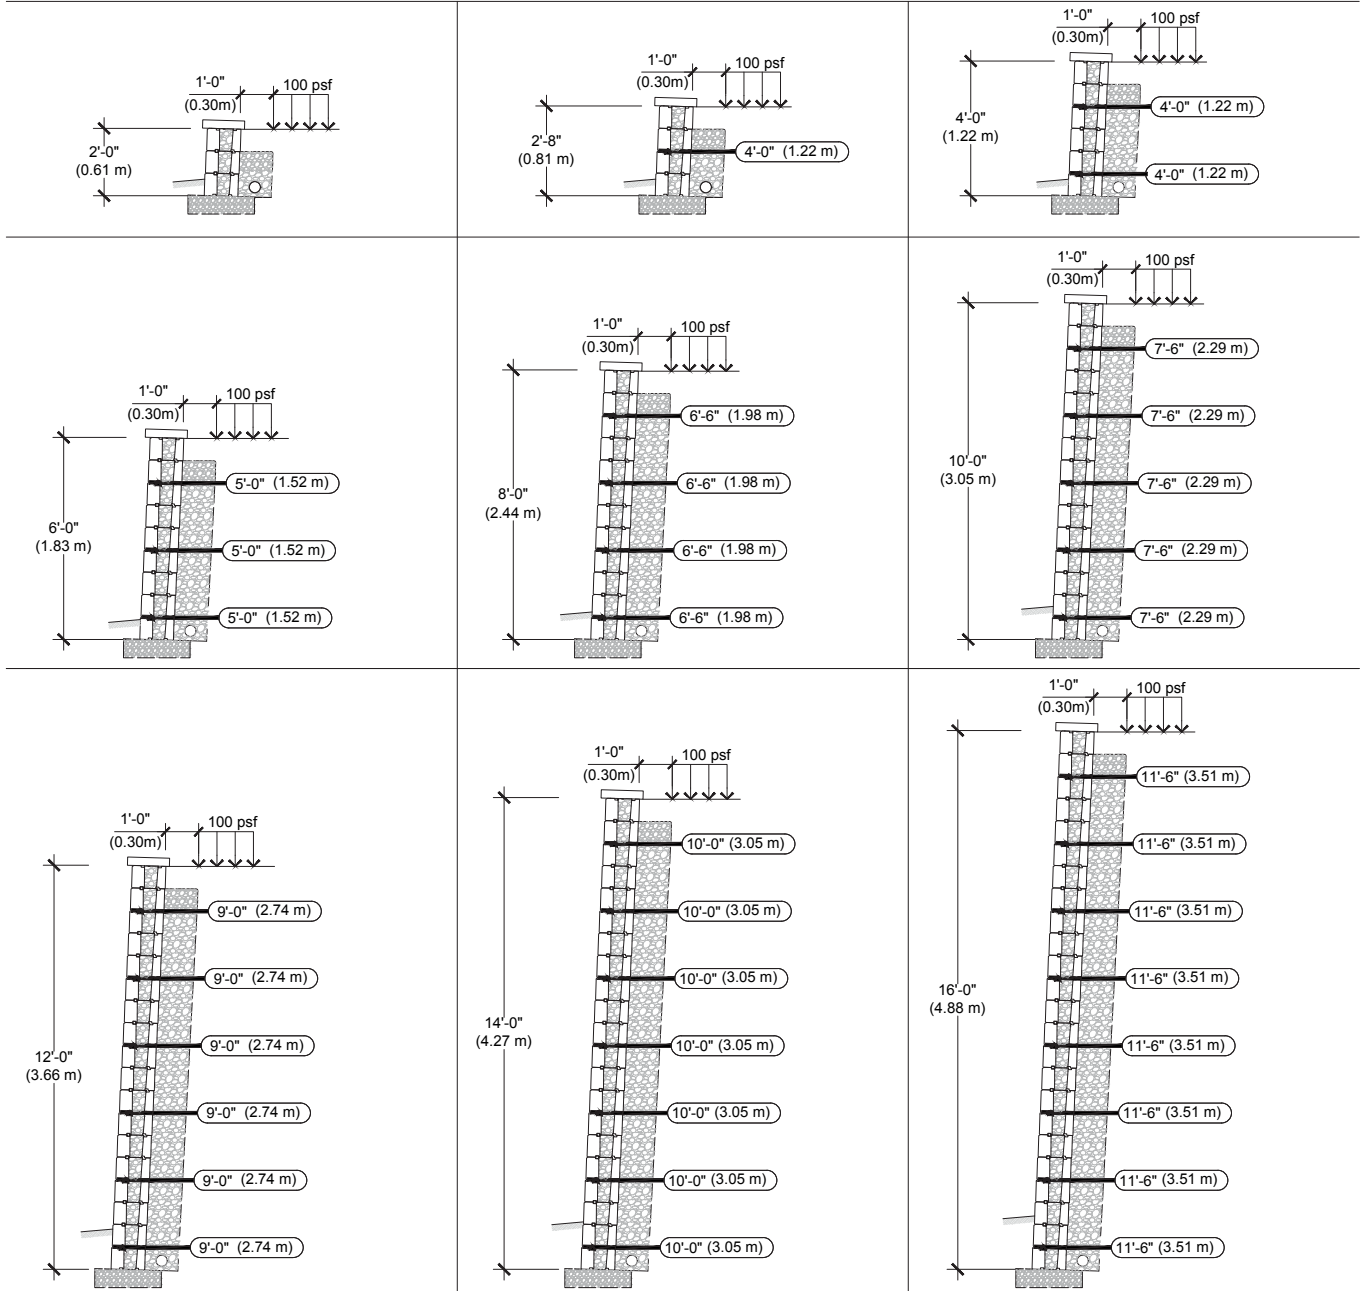 1'-0"
(0.30m)
100 psf
2'-0"
(0.61 m)
1'-0"
(0.30m)
100 psf
2'-8"
(0.81 m)
4'-0" (1.22 m)
1'-0"
(0.30m)
100 psf
4'-0"
(1.22 m)
4'-0" (1.22 m)
4'-0" (1.22 m)
1'-0"
(0.30m)
100 psf
6'-0"
(1.83 m)
5'-0" (1.52 m)
5'-0" (1.52 m)
5'-0" (1.52 m)
1'-0"
(0.30m)
100 psf
8'-0"
(2.44 m)
6'-6" (1.98 m)
6'-6" (1.98 m)
6'-6" (1.98 m)
6'-6" (1.98 m)
1'-0"
(0.30m)
100 psf
10'-0"
(3.05 m)
7'-6" (2.29 m)
7'-6" (2.29 m)
7'-6" (2.29 m)
7'-6" (2.29 m)
7'-6" (2.29 m)
1'-0"
(0.30m)
100 psf
12'-0"
(3.66 m)
9'-0" (2.74 m)
9'-0" (2.74 m)
9'-0" (2.74 m)
9'-0" (2.74 m)
9'-0" (2.74 m)
9'-0" (2.74 m)
1'-0"
(0.30m)
100 psf
14'-0"
(4.27 m)
10'-0" (3.05 m)
10'-0" (3.05 m)
10'-0" (3.05 m)
10'-0" (3.05 m)
10'-0" (3.05 m)
10'-0" (3.05 m)
10'-0" (3.05 m)
1'-0"
(0.30m)
100 psf
16'-0"
(4.88 m)
11'-6" (3.51 m)
11'-6" (3.51 m)
11'-6" (3.51 m)
11'-6" (3.51 m)
11'-6" (3.51 m)
11'-6" (3.51 m)
11'-6" (3.51 m)
11'-6" (3.51 m)